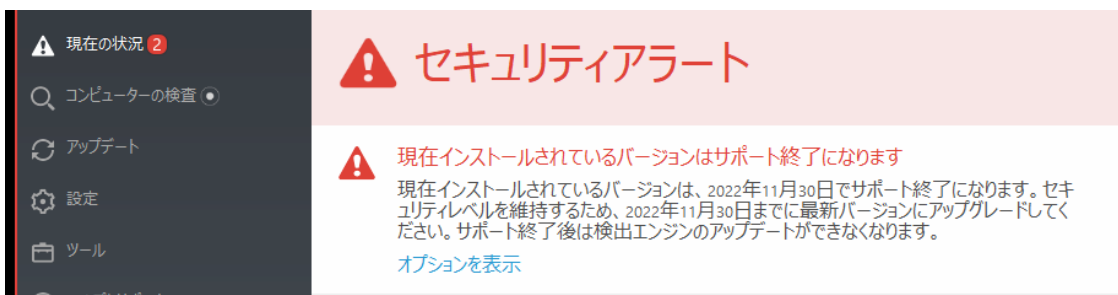 現在の状況 2
コンピューターの検査
アップデート
設定
ツール
セキュリティアラート
現在インストールされているバージョンはサポート終了になります
現在インストールされているバージョンは、2022年11月30日でサポート終了になります。セキ
ュリティレベルを維持するため、2022年11月30日までに最新バージョンにアップグレードしてく
ださい。サポート終了後は検出エンジンのアップデートができなくなります。
オプションを表示